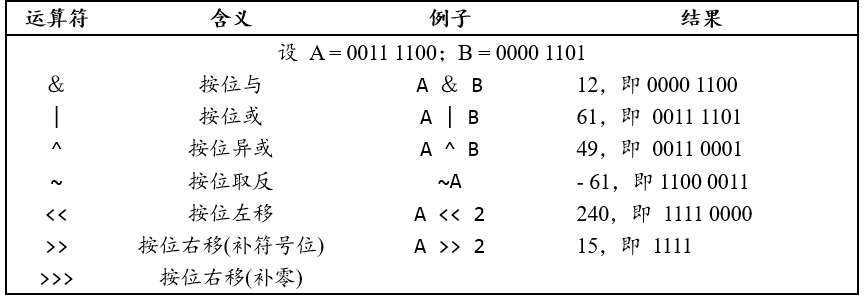 运算符 含义 例子 结果
设 A = 0011 1100；B = 0000 1101
& 按位与 A & B 12，即 0000 1100
| 按位或 A | B 61，即 0011 1101
^ 按位异或 A ^ B 49，即 0011 0001
~ 按位取反 ~A - 61，即 1100 0011
<< 按位左移 A << 2 240，即 1111 0000
>> 按位右移(补符号位) A >> 2 15，即 1111
>>> 按位右移(补零)